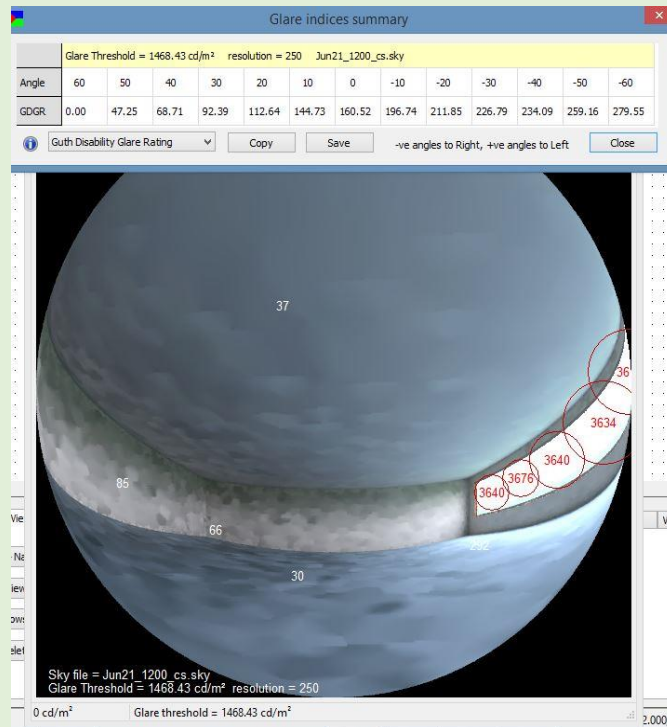 Glare indices summary
Glare Threshold = 1468.43 cd/m² resolution = 250 Jun21_1200_cs.sky
Angle 60 50 40 30 20 10 0 -10 -20 -30 -40 -50 -60
GDGR 0.00 47.25 68.71 92.39 112.64 144.73 160.52 196.74 211.85 226.79 234.09 259.16 279.55
Guth Disability Glare Rating Copy Save -ve angles to Right, +ve angles to Left Close
37
36
3634
3640
3676
85 3640
66
30
Sky file = Jun21_1200_cs.sky
Glare Threshold = 1468.43 cd/m² resolution = 250
0 cd/m² Glare threshold = 1468.43 cd/m²
2.000